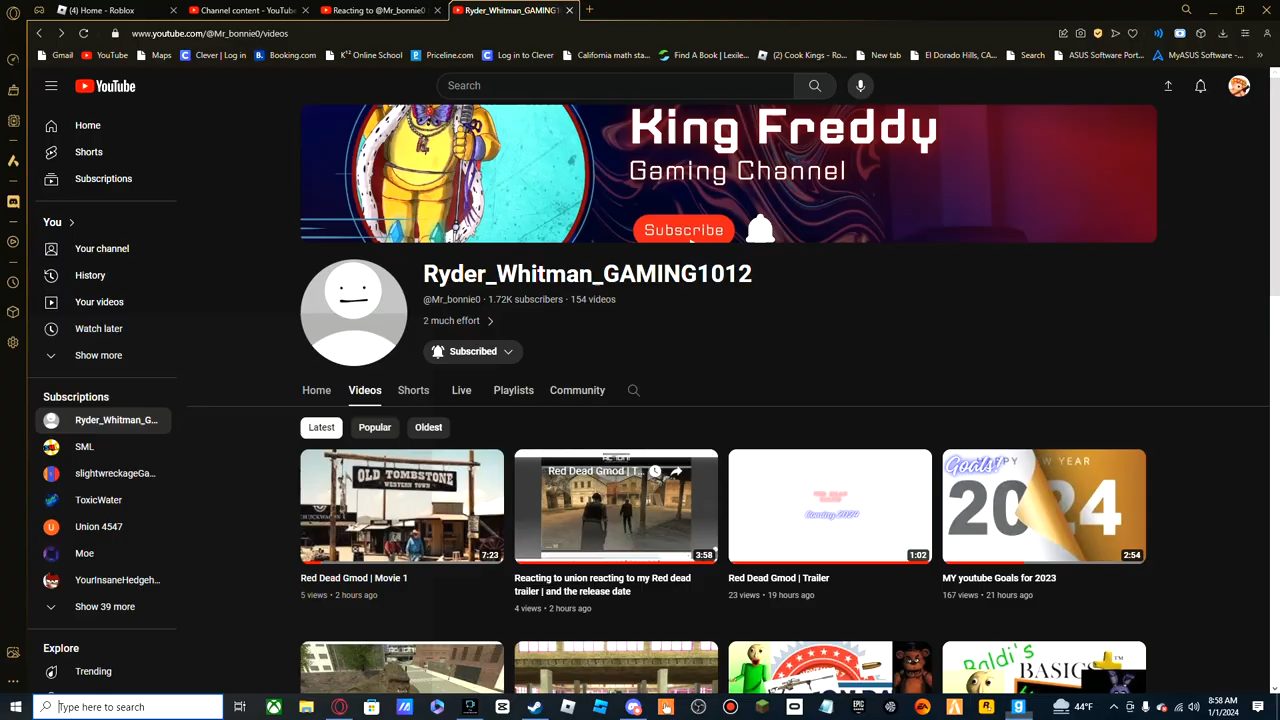 (4) Home - Roblox
Channel content - YouTube
Reacting to @Mr_bonnie0
Ryder_Whitman_GAMING1
www.youtube.com/@Mr_bonnie0/videos
Gmail
YouTube
Maps
Clever | Log in
Booking.com
K¹² Online School
Priceline.com
Log in to Clever
California math sta...
Find A Book | Lexile...
(2) Cook Kings - Ro...
New tab
El Dorado Hills, CA...
Search
ASUS Software Port...
MyASUS Software -...
YouTube
Search
Home
Shorts
Subscriptions
You
Your channel
History
Your videos
Watch later
Show more
Subscriptions
Ryder_Whitman_G...
SML
slightwreckageGa...
ToxicWater
Union 4547
Moe
YourInsaneHedgeh...
Show 39 more
Explore
Trending
King Freddy
Gaming Channel
Subscribe
Ryder_Whitman_GAMING1012
@Mr_bonnie0 · 1.72K subscribers · 154 videos
2 much effort
Subscribed
Home
Videos
Shorts
Live
Playlists
Community
Latest
Popular
Oldest
OLD TOMBSTONE
WESTERN TOWN
7:23
Red Dead Gmod | Movie 1
5 views • 2 hours ago
Red Dead Gmod | T...
3:58
Reacting to union reacting to my Red dead
trailer | and the release date
4 views • 2 hours ago
Coming 2024
1:02
Red Dead Gmod | Trailer
23 views • 19 hours ago
Goals!
HAPPY NEW YEAR
2024
2:54
MY youtube Goals for 2023
167 views • 21 hours ago
Baldi's
BASICS
Type here to search
44°F
8:58 AM
1/1/2024